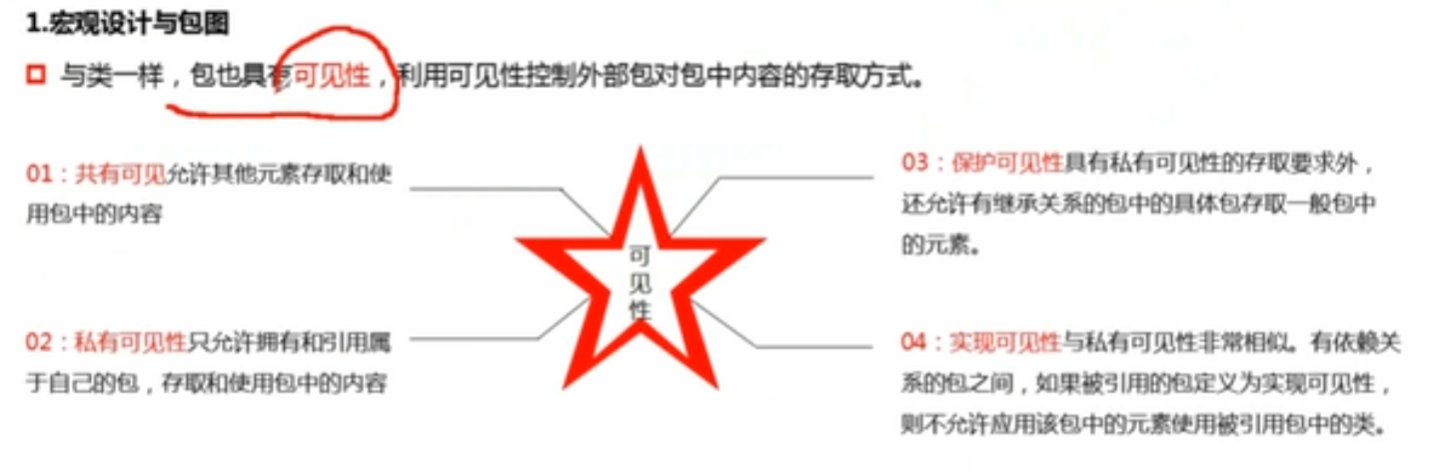 1.宏观设计与包图
与类一样，包也具有可见性，利用可见性控制外部包对包中内容的存取方式。
01：共有可见允许其他元素存取和使
用包中的内容
02：私有可见性只允许拥有和引用属
于自己的包，存取和使用包中的内容
可
见
性
03：保护可见性具有私有可见性的存取要求外，
还允许有继承关系的包中的具体包存取一般包中
的元素。
04：实现可见性与私有可见性非常相似。有依赖关
系的包之间，如果被引用的包定义为实现可见性，
则不允许应用该包中的元素使用被引用包中的类。